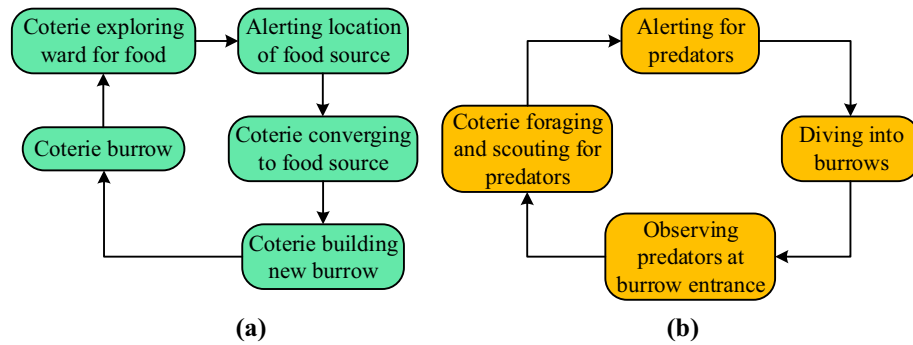 Coterie exploring
ward for food
Alerting location
of food source
Coterie burrow
Coterie converging
to food source
Coterie building
new burrow
(a)
Alerting for
predators
Coterie foraging
and scouting for
predators
Diving into
burrows
Observing
predators at
burrow entrance
(b)